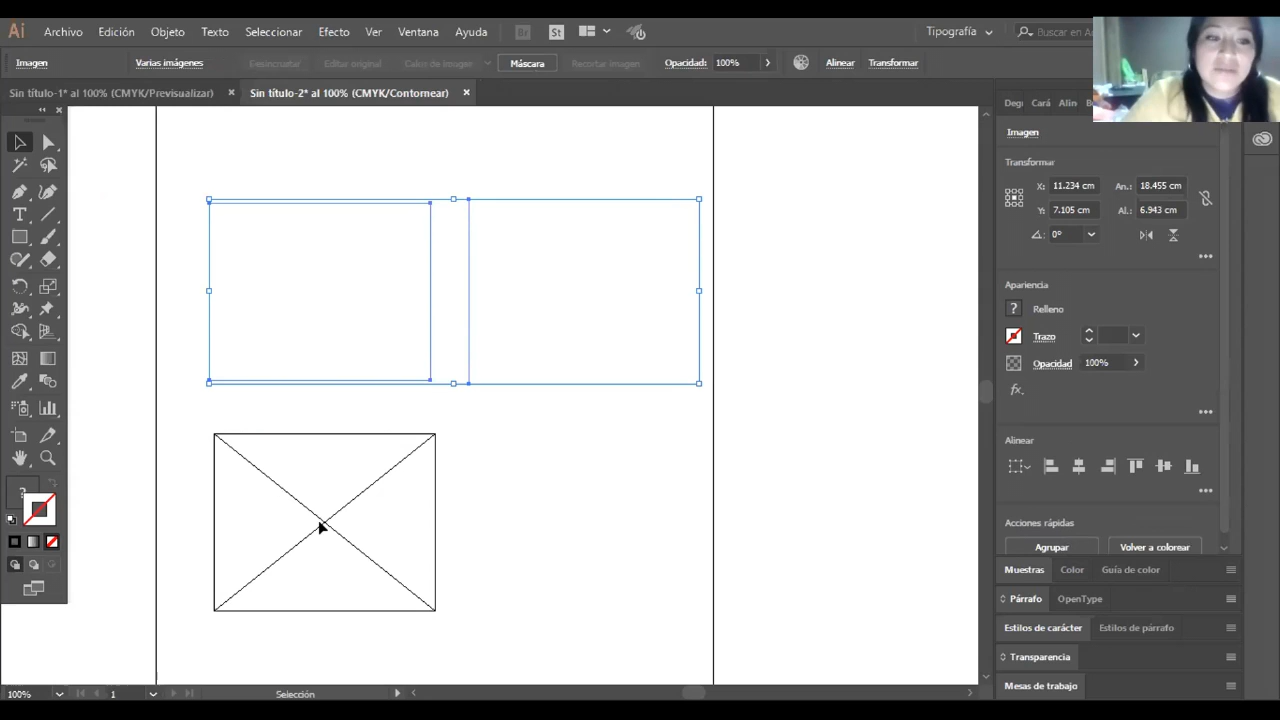 Ai Archivo Edición Objeto Texto Seleccionar Efecto Ver Ventana Ayuda Br St Tipografía Buscar en
Imagen Varias imágenes Desincrustar Editar original Calco de imagen Máscara Recortar imagen Opacidad: 100% Alinear Transformar
Sin título-1* al 100% (CMYK/Previsualizar) × Sin título-2* al 100% (CMYK/Contornear) ×
Cará Alin
Imagen
Transformar
X: 11.234 cm An.: 18.455 cm
Y: 7.105 cm Al.: 6.943 cm
0°
Apariencia
? Relleno
Trazo
Opacidad 100%
fx.
Alinear
Acciones rápidas
Agrupar Volver a colorear
Muestras Color Guía de color
Párrafo OpenType
Estilos de carácter Estilos de párrafo
Transparencia
Mesas de trabajo
T
?
100% 1 Selección